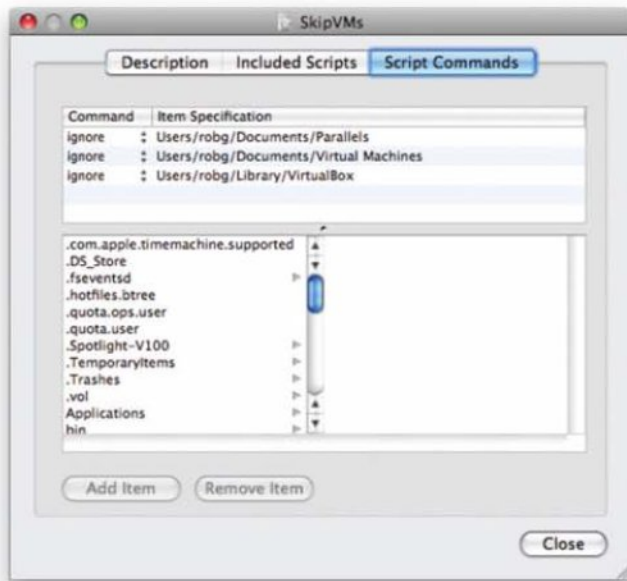 SkipVMs
Description Included Scripts Script Commands
Command Item Specification
ignore Users/robg/Documents/Parallels
ignore Users/robg/Documents/Virtual Machines
ignore Users/robg/Library/VirtualBox
.com.apple.timemachine.supported
.DS_Store
.fseventsd
.hotfiles.btree
.quota.ops.user
.quota.user
.Spotlight-V100
.TemporaryItems
.Trashes
.vol
Applications
bin
Add Item Remove Item
Close